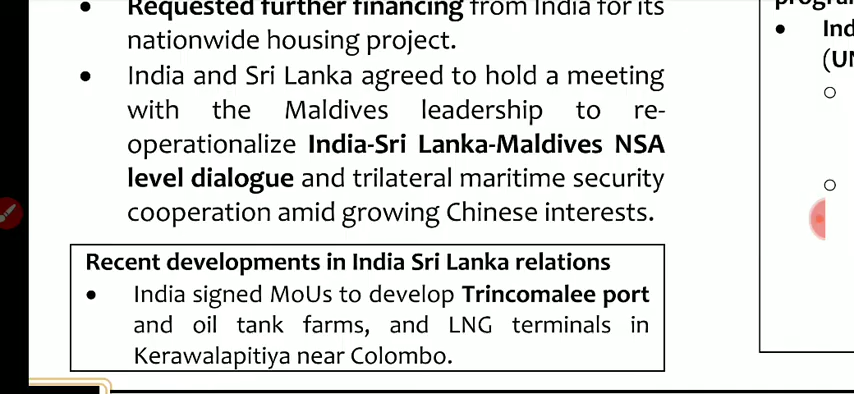 • Requested further financing from India for its
nationwide housing project.
• India and Sri Lanka agreed to hold a meeting
with the Maldives leadership to re-
operationalize India-Sri Lanka-Maldives NSA
level dialogue and trilateral maritime security
cooperation amid growing Chinese interests.
Recent developments in India Sri Lanka relations
• India signed MoUs to develop Trincomalee port
and oil tank farms, and LNG terminals in
Kerawalapitiya near Colombo.